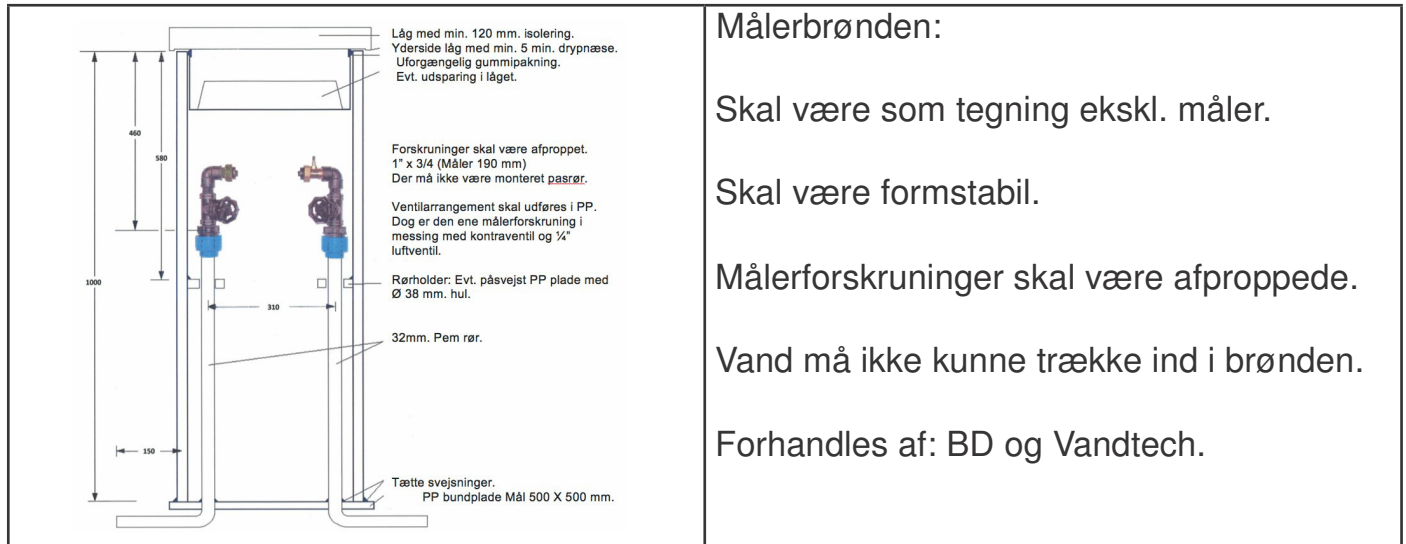 Låg med min. 120 mm. isolering.
Yderside låg med min. 5 min. drypnæse.
Uforgængelig gummipakning.
Evt. udsparing i låget.
460
580
Forskruninger skal være afproppet.
1” x 3/4 (Måler 190 mm)
Der må ikke være monteret pasrør.
Ventilarrangement skal udføres i PP.
Dog er den ene målerforskruning i
messing med kontraventil og ¼”
luftventil.
1000
Rørholder: Evt. påsvejst PP plade med
Ø 38 mm. hul.
310
32mm. Pem rør.
150
Tætte svejsninger.
PP bundplade Mål 500 X 500 mm.
Målerbrønden:
Skal være som tegning ekskl. måler.
Skal være formstabil.
Målerforskruninger skal være afproppede.
Vand må ikke kunne trække ind i brønden.
Forhandles af: BD og Vandtech.